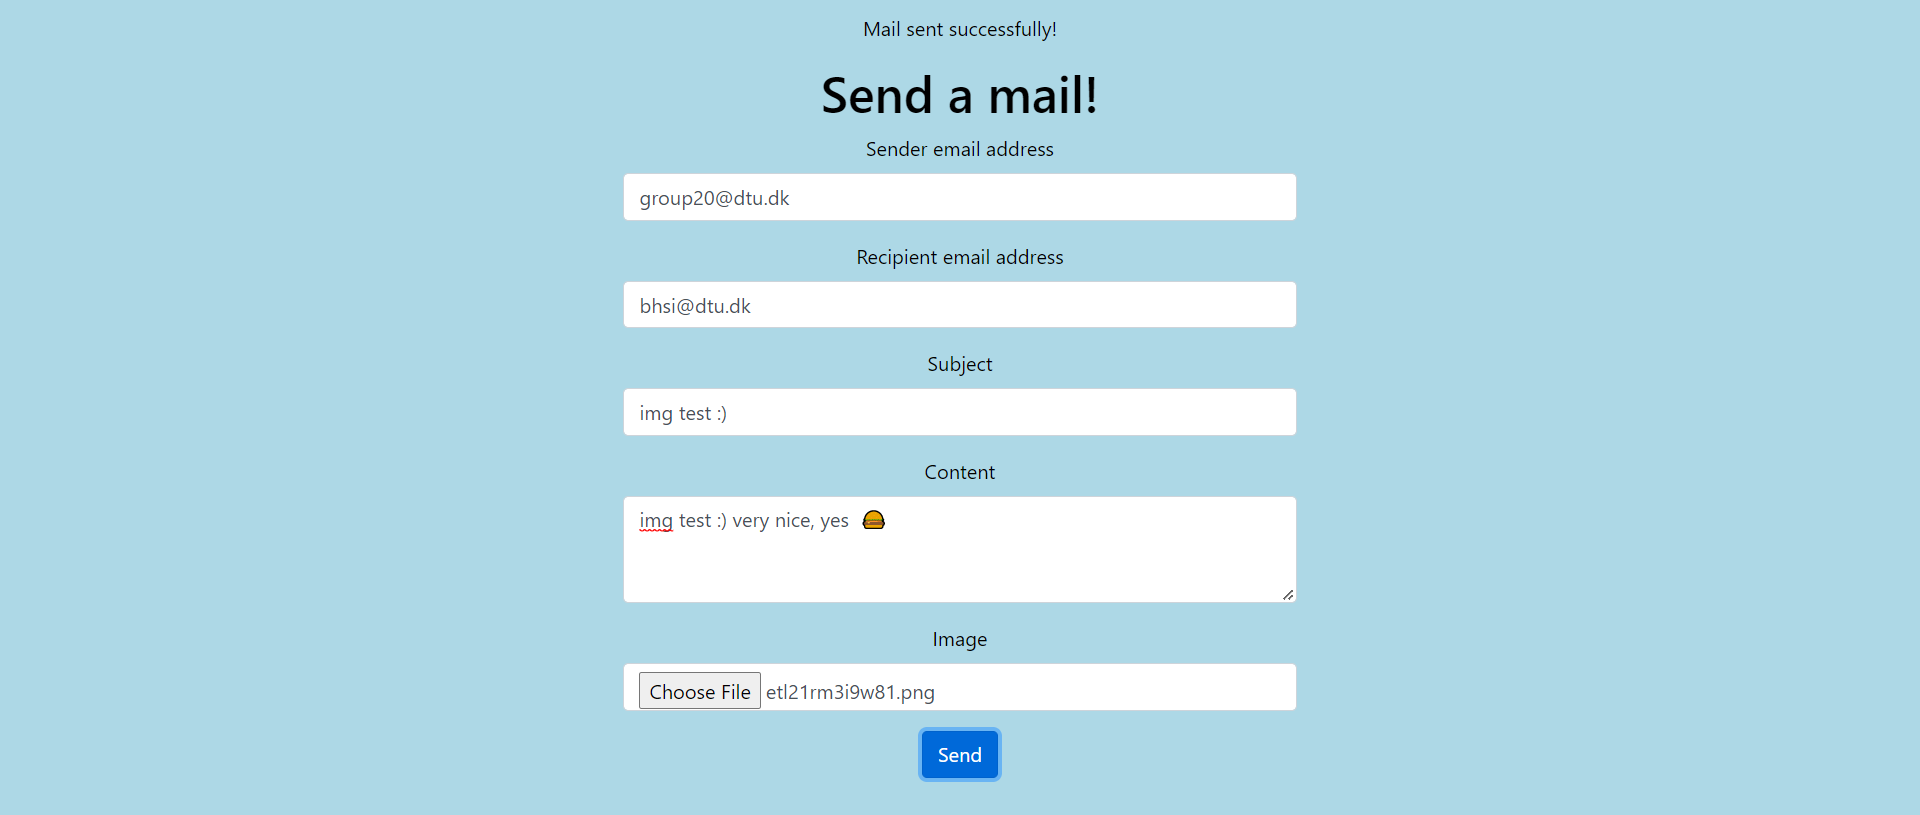 Mail sent successfully!
Send a mail!
Sender email address
group20@dtu.dk
Recipient email address
bhsi@dtu.dk
Subject
img test :)
Content
img test :) very nice, yes 🍔
Image
Choose File etl21rm3i9w81.png
Send